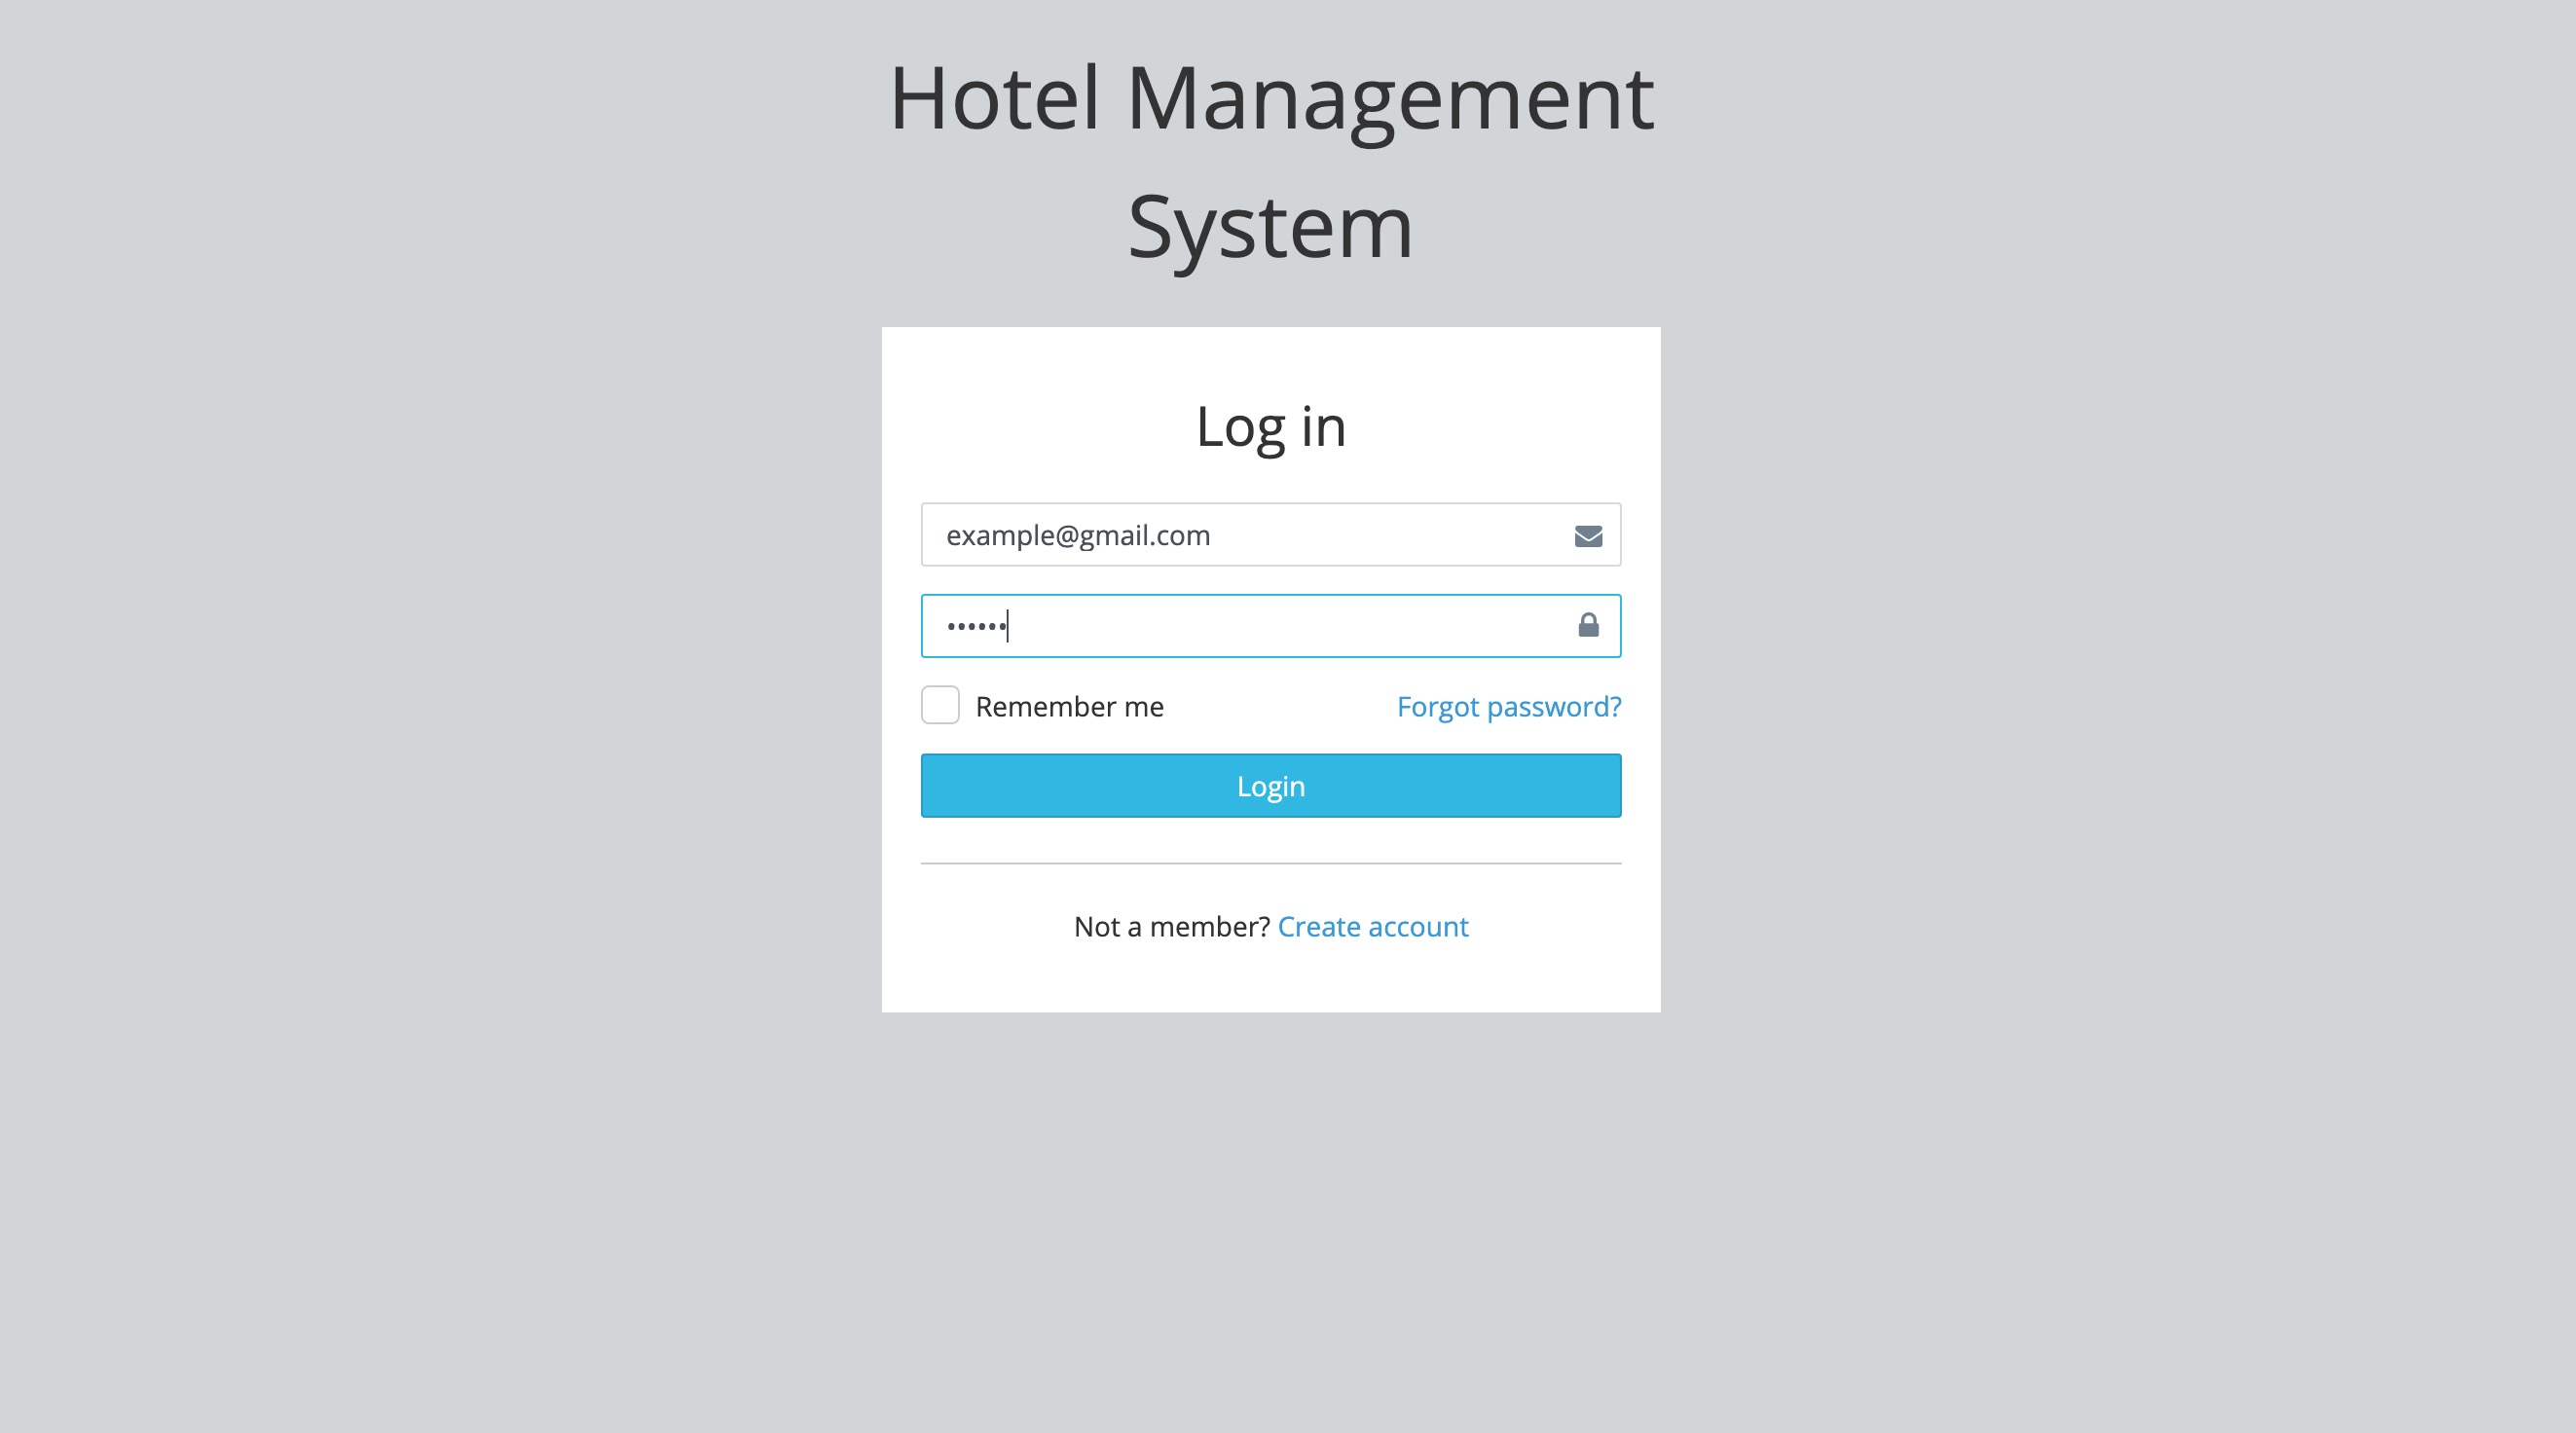 Hotel Management
System
Log in
example@gmail.com
••••••
Remember me
Forgot password?
Login
Not a member? Create account